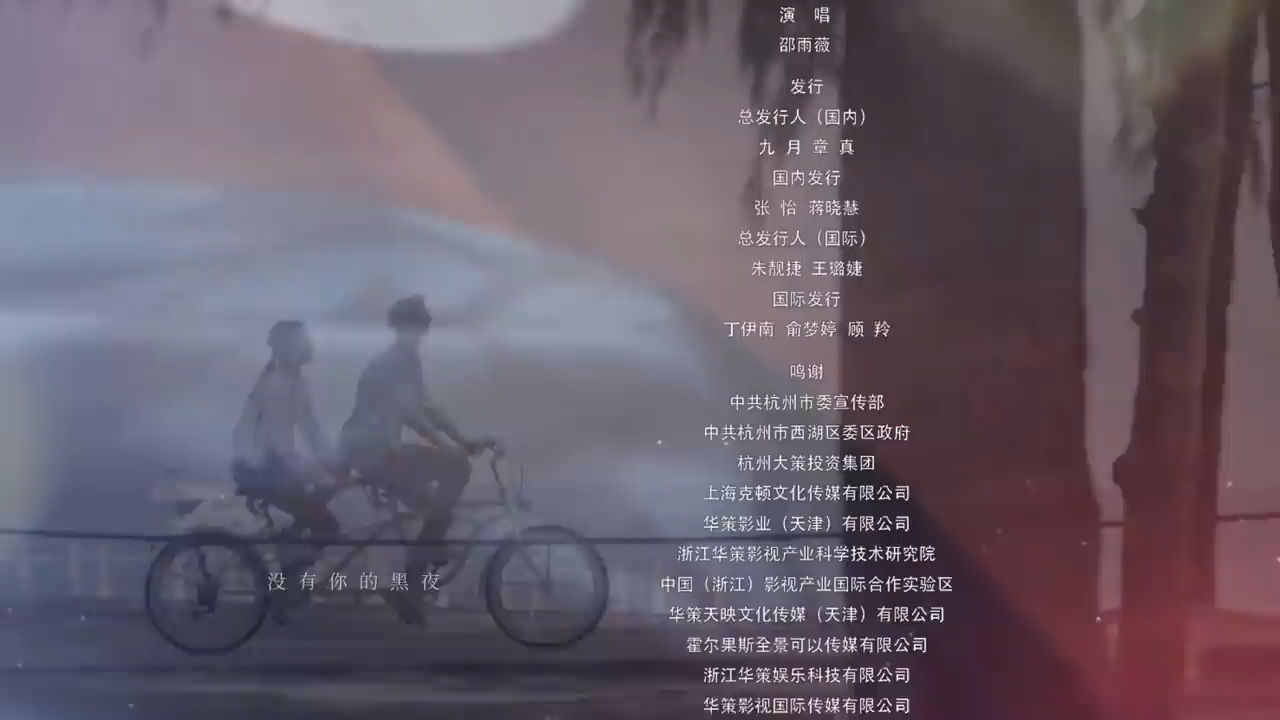 演 唱
邵雨薇
发行
总发行人（国内）
九 月 章 真
国内发行
张 怡 蒋晓慧
总发行人（国际）
朱靓捷 王璐婕
国际发行
丁伊南 俞梦婷 顾 羚
鸣谢
中共杭州市委宣传部
中共杭州市西湖区委区政府
杭州大策投资集团
上海克顿文化传媒有限公司
华策影业（天津）有限公司
浙江华策影视产业科学技术研究院
中国（浙江）影视产业国际合作实验区
华策天映文化传媒（天津）有限公司
霍尔果斯全景可以传媒有限公司
浙江华策娱乐科技有限公司
华策影视国际传媒有限公司
没有你的黑夜